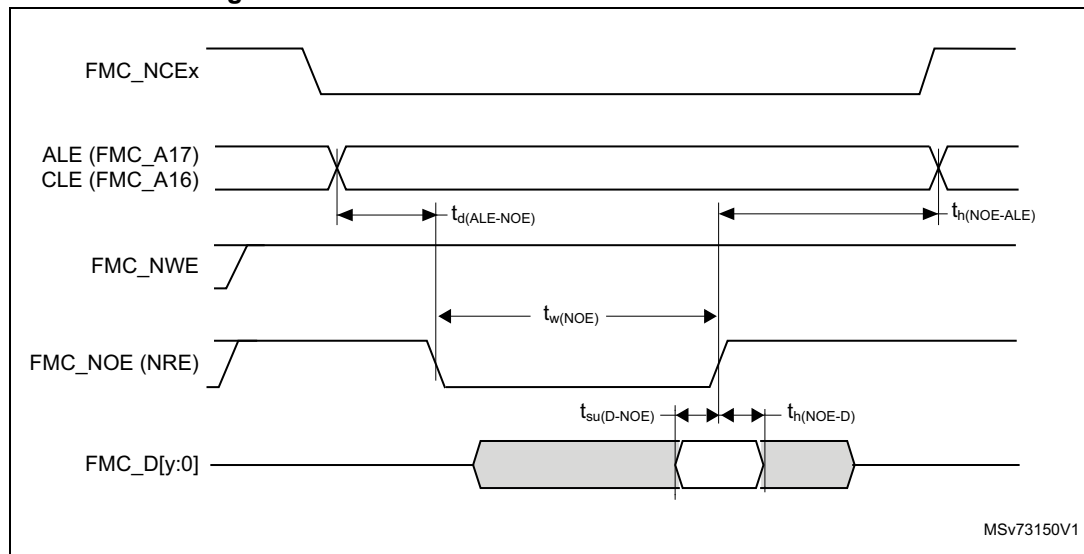 FMC_NCEx
ALE (FMC_A17)
CLE (FMC_A16)
td(ALE-NOE)
th(NOE-ALE)
FMC_NWE
tw(NOE)
FMC_NOE (NRE)
tsu(D-NOE)
th(NOE-D)
FMC_D[y:0]
MSv73150V1